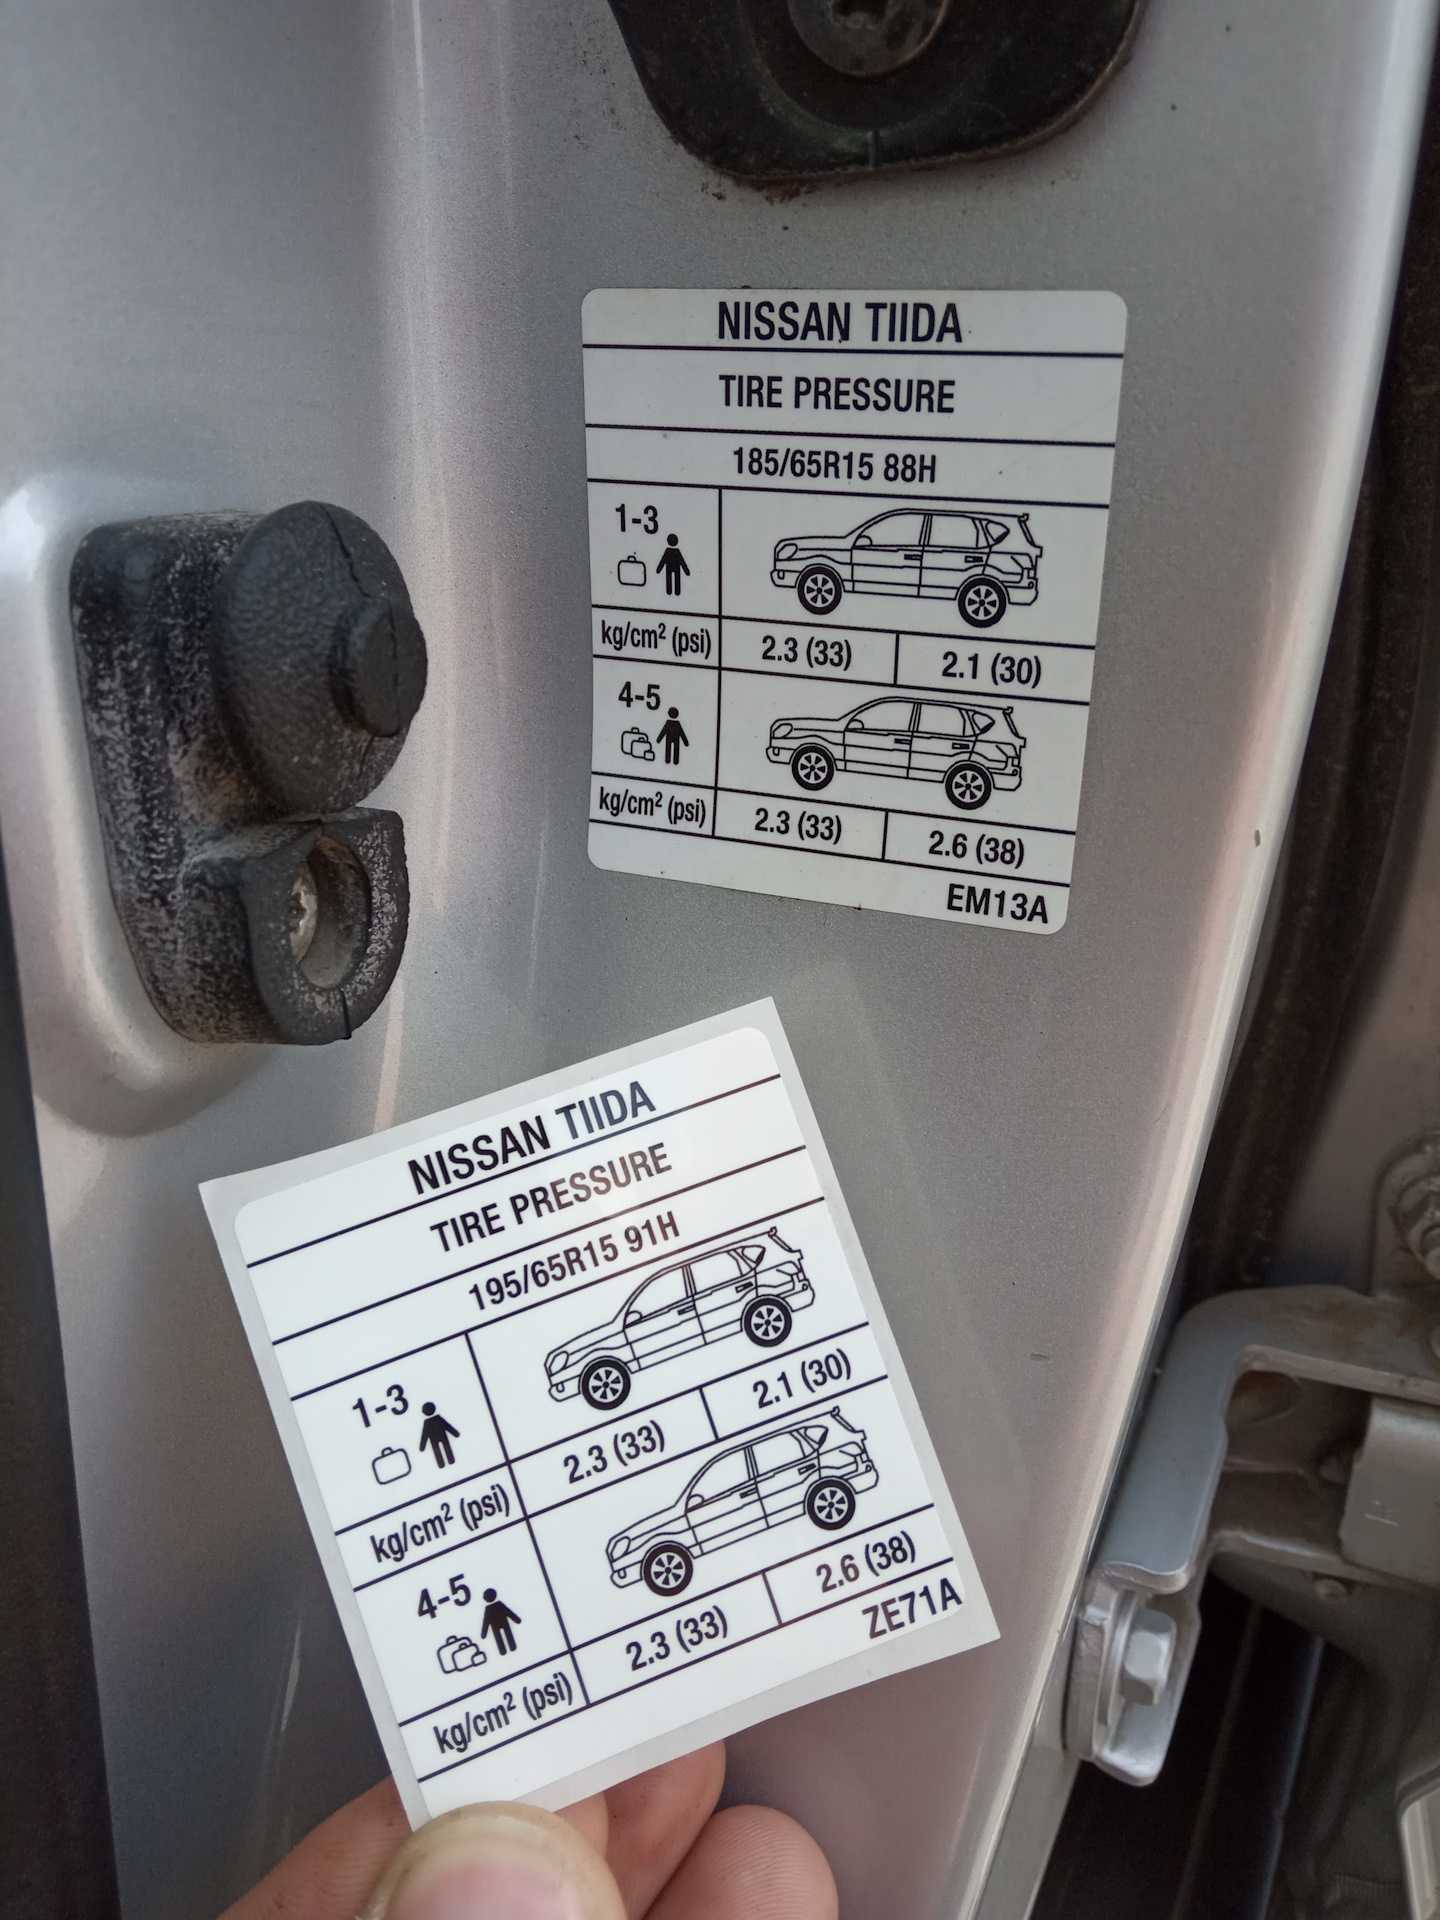 NISSAN TIIDA
TIRE PRESSURE
185/65R15 88H
1-3
kg/cm² (psi) 2.3 (33) 2.1 (30)
4-5
kg/cm² (psi) 2.3 (33) 2.6 (38)
EM13A
NISSAN TIIDA
TIRE PRESSURE
195/65R15 91H
1-3
kg/cm² (psi) 2.3 (33) 2.1 (30)
4-5
kg/cm² (psi) 2.3 (33) 2.6 (38)
ZE71A